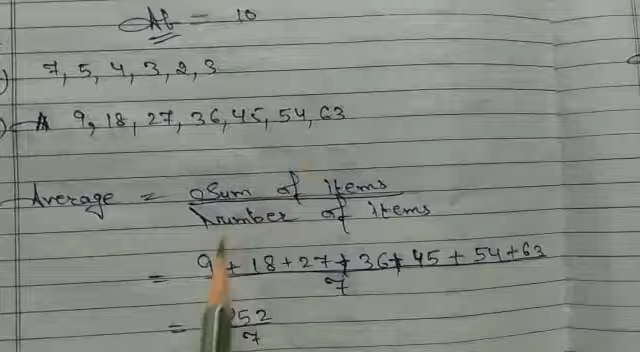 = 10
7, 5, 4, 3, 2, 3
9, 18, 27, 36, 45, 54, 63
Average = Sum of items
Number of items
= 9 + 18 + 27 + 36 + 45 + 54 + 63
7
= 252
7